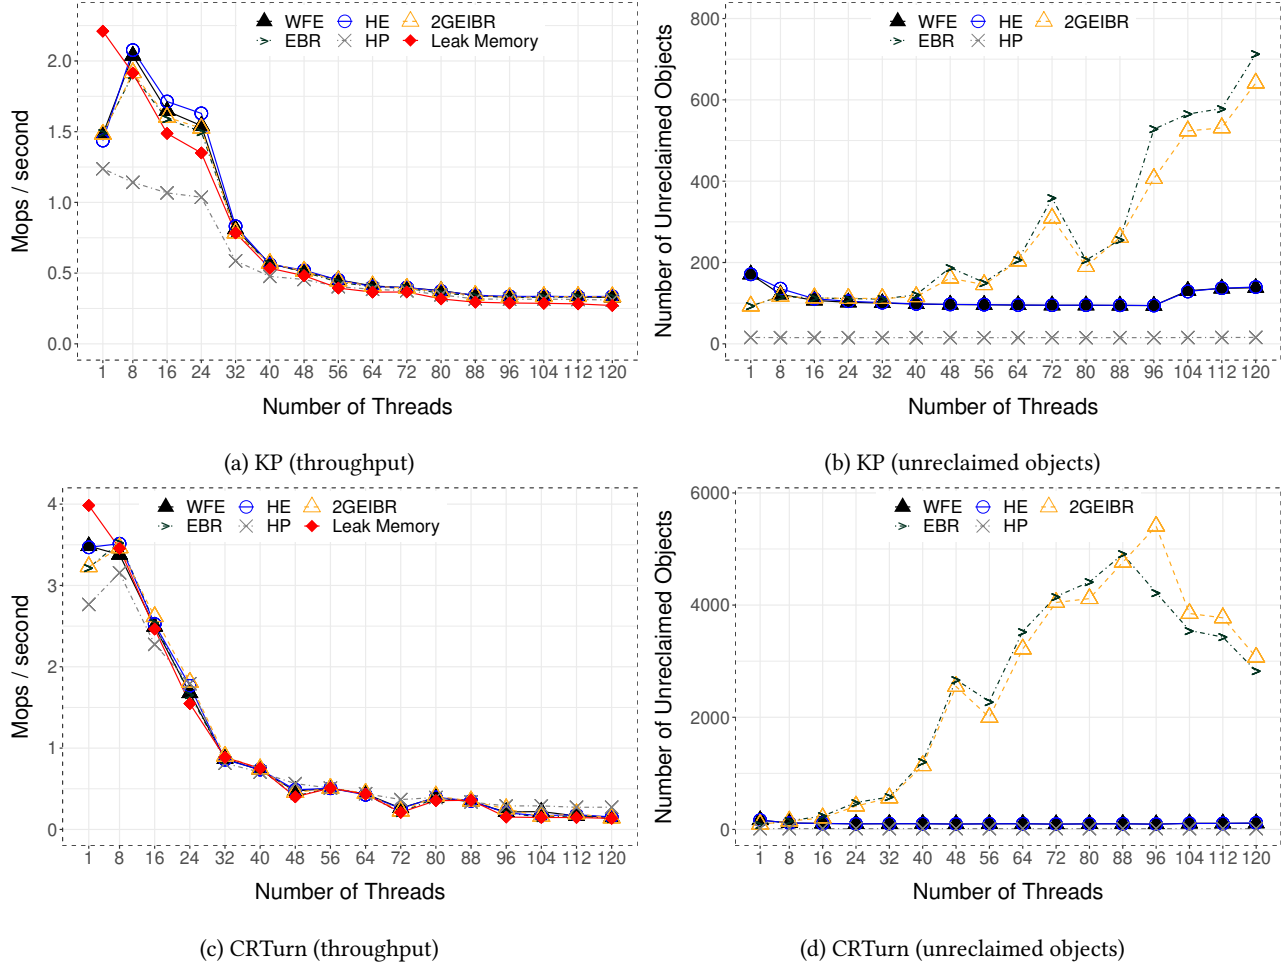 WFE HE 2GEIBR
EBR HP Leak Memory
Mops / second
2.0
1.5
1.0
0.5
0.0
1 8 16 24 32 40 48 56 64 72 80 88 96 104 112 120
Number of Threads
(a) KP (throughput)
WFE HE 2GEIBR
EBR HP
Number of Unreclaimed Objects
800
600
400
200
0
1 8 16 24 32 40 48 56 64 72 80 88 96 104 112 120
Number of Threads
(b) KP (unreclaimed objects)
WFE HE 2GEIBR
EBR HP Leak Memory
Mops / second
4
3
2
1
0
1 8 16 24 32 40 48 56 64 72 80 88 96 104 112 120
Number of Threads
(c) CRTurn (throughput)
WFE HE 2GEIBR
EBR HP
Number of Unreclaimed Objects
6000
4000
2000
0
1 8 16 24 32 40 48 56 64 72 80 88 96 104 112 120
Number of Threads
(d) CRTurn (unreclaimed objects)